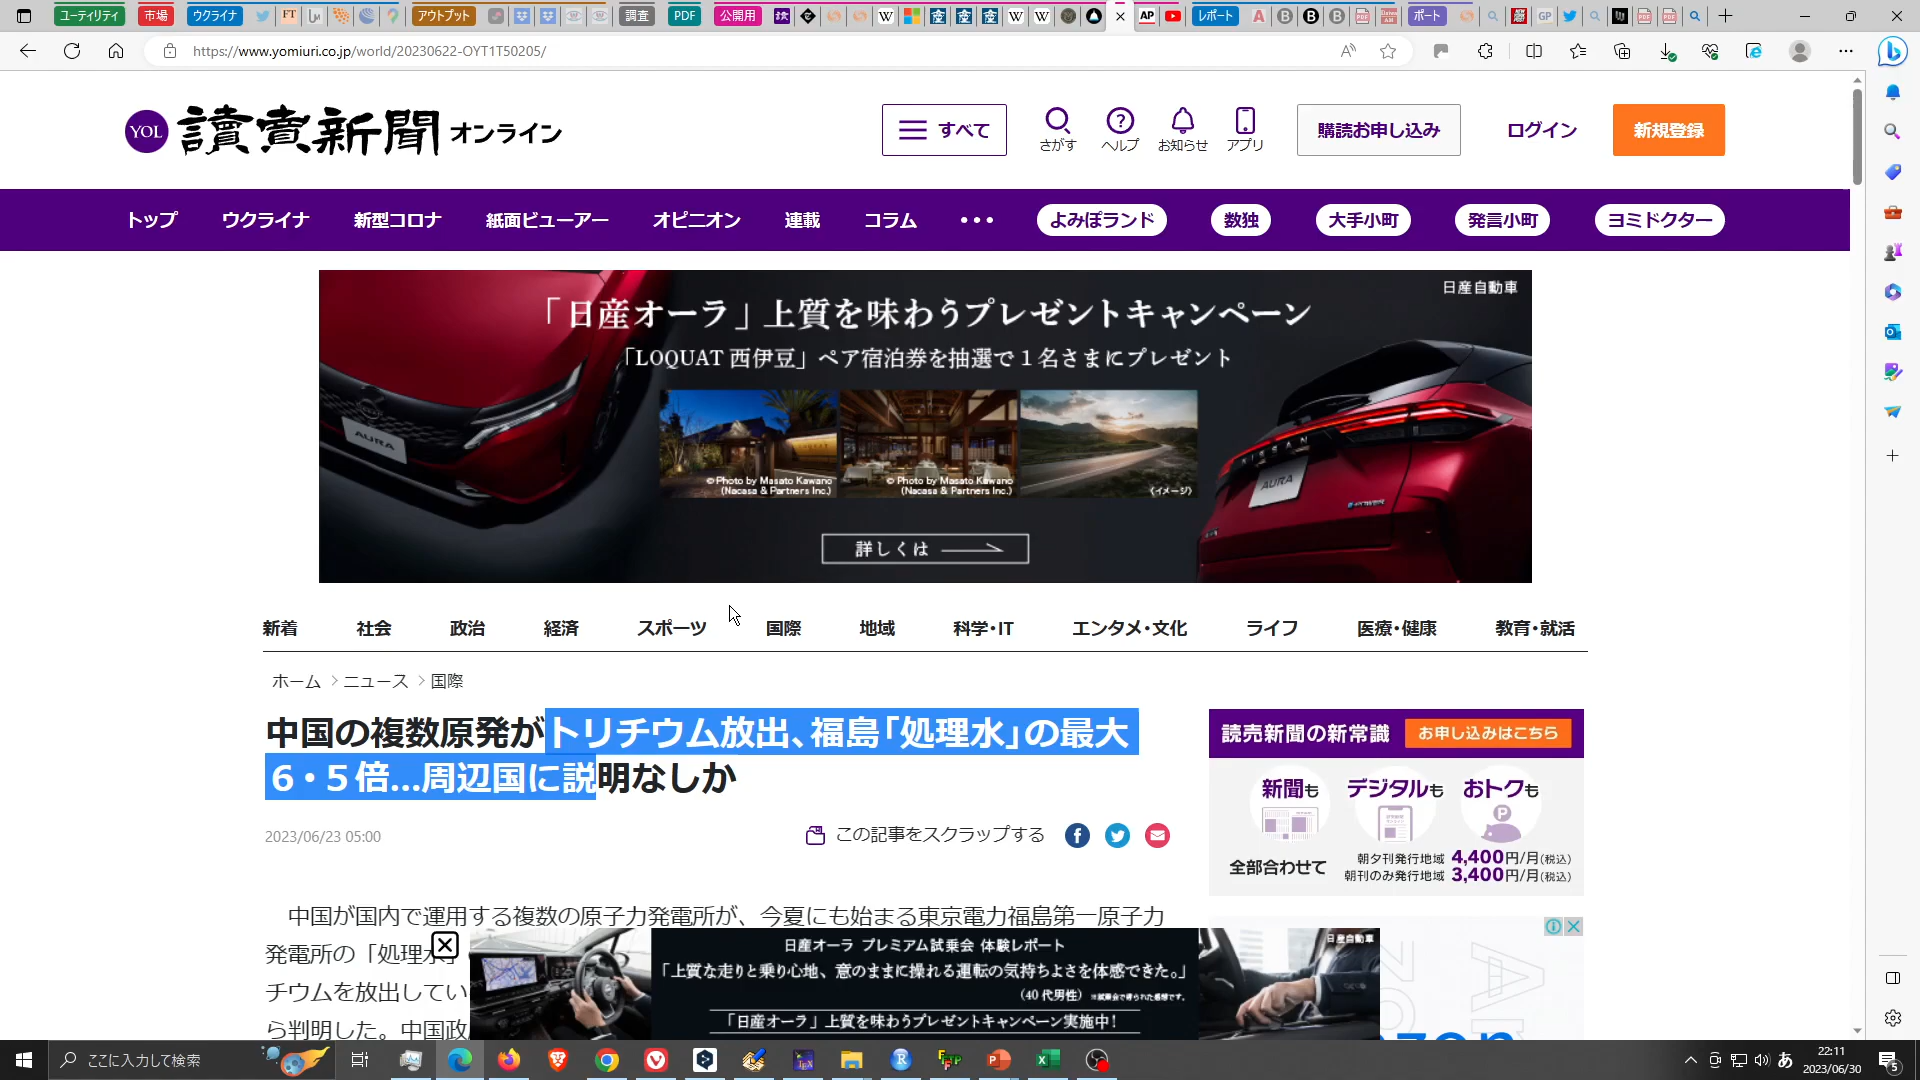 ユーティリティ 市場 ウクライナ FT アウトプット 調査 PDF 公開用 AP レポート ポート GP
https://www.yomiuri.co.jp/world/20230622-OYT1T50205/
YOL 讀賣新聞 オンライン
すべて さがす ヘルプ お知らせ アプリ 購読お申し込み ログイン 新規登録
トップ ウクライナ 新型コロナ 紙面ビューアー オピニオン 連載 コラム ••• よみぽランド 数独 大手小町 発言小町 ヨミドクター
日産自動車
「日産オーラ」上質を味わうプレゼントキャンペーン
「LOQUAT 西伊豆」ペア宿泊券を抽選で1名さまにプレゼント
AURA
NISSAN
AURA
©Photo by Masato Kawano
(Nacasa & Partners Inc.)
©Photo by Masato Kawano
(Nacasa & Partners Inc.)
〈イメージ〉
詳しくは
新着 社会 政治 経済 スポーツ 国際 地域 科学・IT エンタメ・文化 ライフ 医療・健康 教育・就活
ホーム ニュース 国際
中国の複数原発がトリチウム放出、福島「処理水」の最大
６・５倍…周辺国に説明なしか
2023/06/23 05:00
この記事をスクラップする
中国が国内で運用する複数の原子力発電所が、今夏にも始まる東京電力福島第一原子力
発電所の「処理水
チウムを放出してい
ら判明した。中国政
読売新聞の新常識 お申し込みはこちら
新聞も デジタルも おトクも
全部合わせて
朝夕刊発行地域 4,400円/月(税込)
朝刊のみ発行地域 3,400円/月(税込)
日産オーラ プレミアム試乗会 体験レポート
日産自動車
「上質な走りと乗り心地、意のままに操れる運転の気持ちよさを体感できた。」
(40代男性) ※試乗会で得られた感想です。
「日産オーラ」上質を味わうプレゼントキャンペーン実施中！
ここに入力して検索
あ
22:11
2023/06/30
5